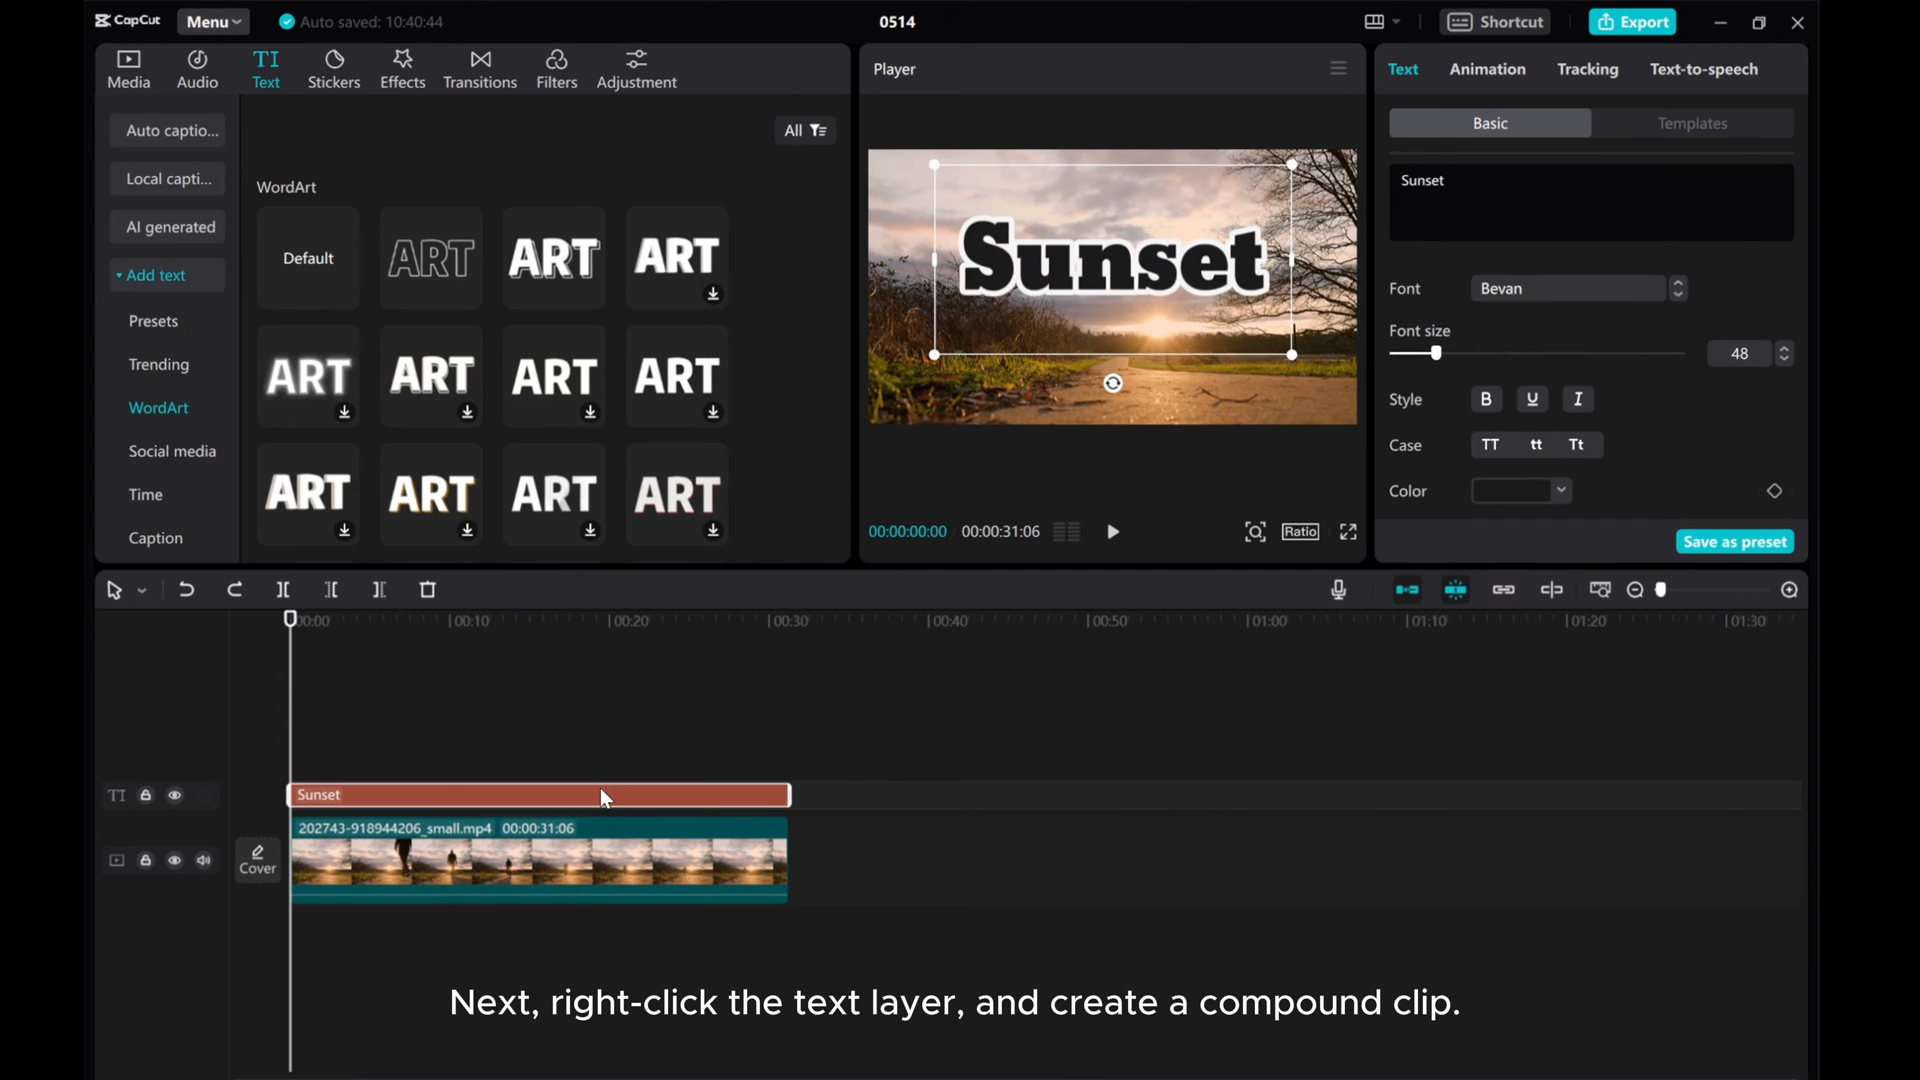 CapCut
Menu
Auto saved: 10:40:44
0514
Shortcut
Export
Media
Audio
TI
Text
Stickers
Effects
Transitions
Filters
Adjustment
Player
Text
Animation
Tracking
Text-to-speech
Auto captio...
Local capti...
AI generated
Add text
Presets
Trending
WordArt
Social media
Time
Caption
All
WordArt
Default
ART
ART
ART
ART
ART
ART
ART
ART
ART
ART
ART
Sunset
00:00:00:00
00:00:31:06
Ratio
Basic
Templates
Sunset
Font
Bevan
Font size
48
Style
B
U
I
Case
TT
tt
Tt
Color
Save as preset
00:00
00:10
00:20
00:30
00:40
00:50
01:00
01:10
01:20
01:30
TI
Sunset
202743-918944206_small.mp4
00:00:31:06
Cover
Next, right-click the text layer, and create a compound clip.